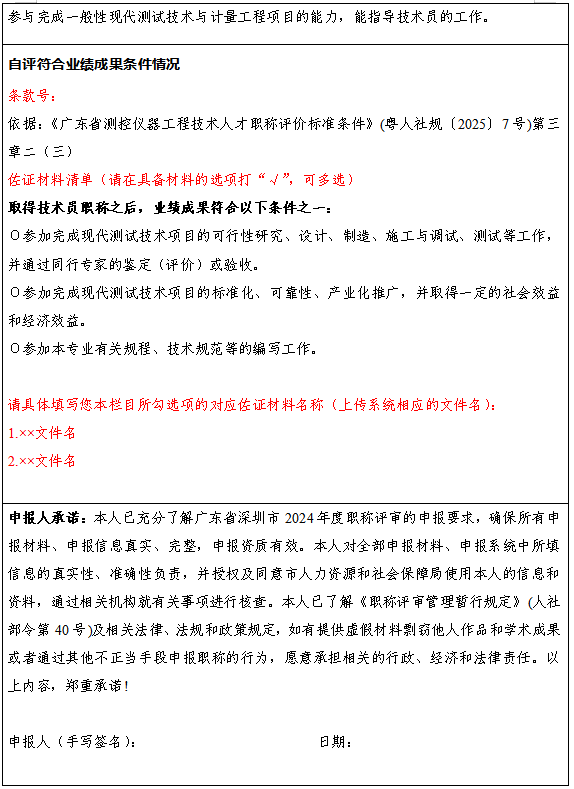 参与完成一般性现代测试技术与计量工程项目的能力，能指导技术员的工作。
自评符合业绩成果条件情况
条款号：
依据：《广东省测控仪器工程技术人才职称评价标准条件》(粤人社规〔2025〕7号)第三
章二（三）
佐证材料清单（请在具备材料的选项打“√”，可多选）
取得技术员职称之后，业绩成果符合以下条件之一：
○参加完成现代测试技术项目的可行性研究、设计、制造、施工与调试、测试等工作，
并通过同行专家的鉴定（评价）或验收。
○参加完成现代测试技术项目的标准化、可靠性、产业化推广，并取得一定的社会效益
和经济效益。
○参加本专业有关规程、技术规范等的编写工作。
请具体填写您本栏目所勾选项的对应佐证材料名称（上传系统相应的文件名）：
1.××文件名
2.××文件名
申报人承诺：本人已充分了解广东省深圳市2024年度职称评审的申报要求，确保所有申
报材料、申报信息真实、完整，申报资质有效。本人对全部申报材料、申报系统中所填
信息的真实性、准确性负责，并授权及同意市人力资源和社会保障局使用本人的信息和
资料，通过相关机构就有关事项进行核查。本人已了解《职称评审管理暂行规定》(人社
部令第40号)及相关法律、法规和政策规定，如有提供虚假材料剽窃他人作品和学术成果
或者通过其他不正当手段申报职称的行为，愿意承担相关的行政、经济和法律责任。以
上内容，郑重承诺!
申报人（手写签名）： 日期：